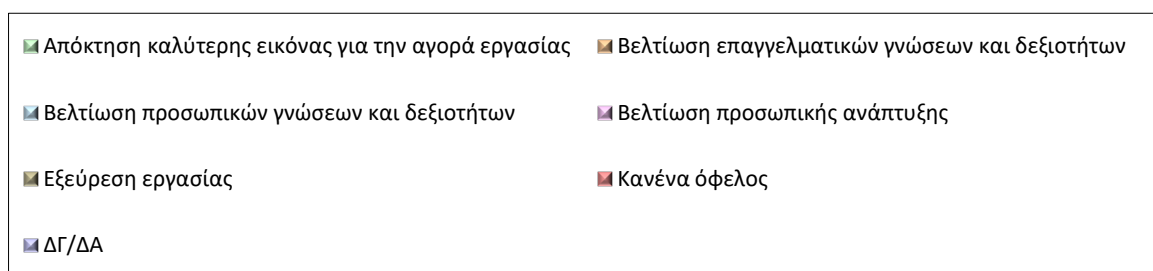 Απόκτηση καλύτερης εικόνας για την αγορά εργασίας
Βελτίωση επαγγελματικών γνώσεων και δεξιοτήτων
Βελτίωση προσωπικών γνώσεων και δεξιοτήτων
Βελτίωση προσωπικής ανάπτυξης
Εξεύρεση εργασίας
Κανένα όφελος
ΔΓ/ΔΑ